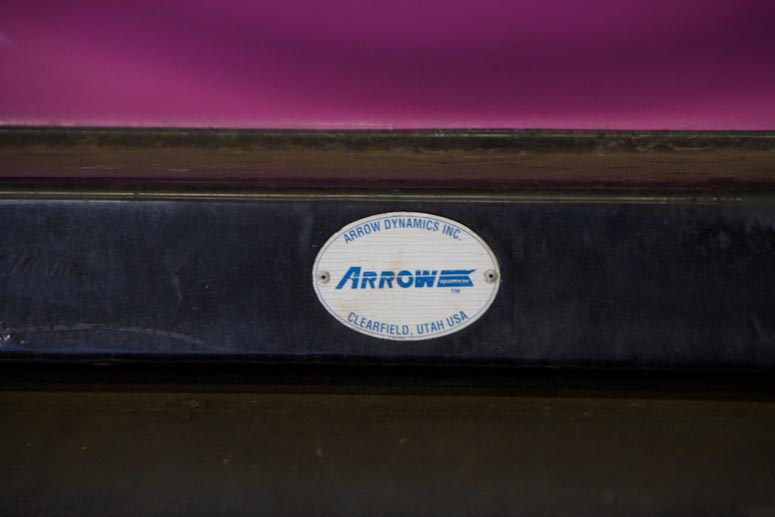 ARROW DYNAMICS INC.
ARROW
TM
CLEARFIELD, UTAH USA